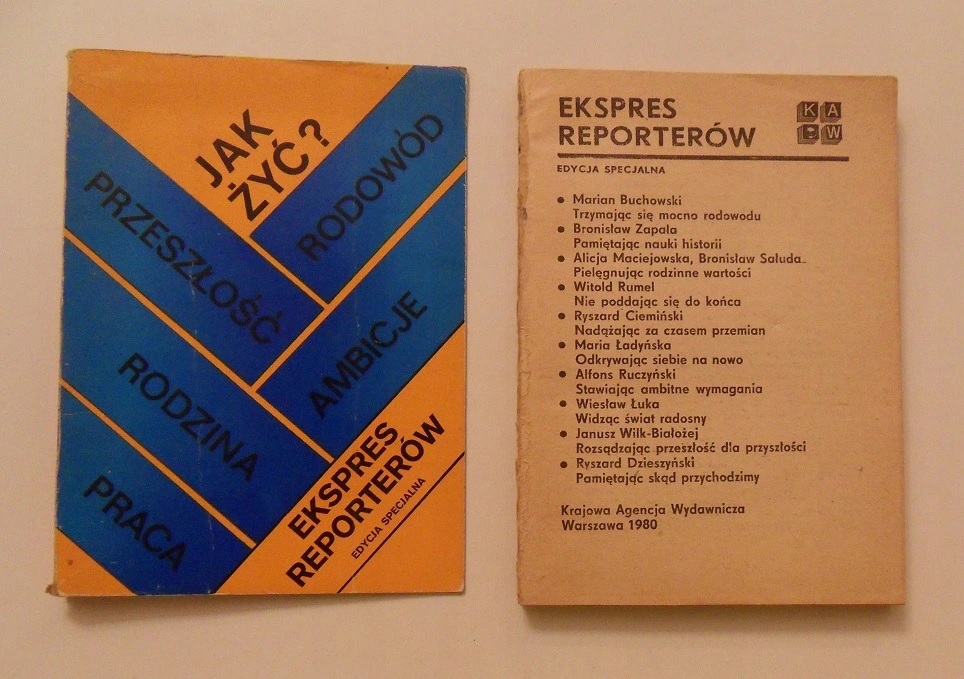 JAK
ŻYĆ?
RODOWÓD
PRZESZŁOŚĆ
AMBICJE
RODZINA
PRACA
EKSPRES
REPORTERÓW
EDYCJA SPECJALNA
EKSPRES
REPORTERÓW
KAW
EDYCJA SPECJALNA
• Marian Buchowski
Trzymając się mocno rodowodu
• Bronisław Zapała
Pamiętając nauki historii
• Alicja Maciejowska, Bronisław Sałuda
Pielęgnując rodzinne wartości
• Witold Rumel
Nie poddając się do końca
• Ryszard Ciemiński
Nadążając za czasem przemian
• Maria Ładyńska
Odkrywając siebie na nowo
• Alfons Ruczyński
Stawiając ambitne wymagania
• Wiesław Łuka
Widząc świat radosny
• Janusz Wilk-Białożej
Rozsądzając przeszłość dla przyszłości
• Ryszard Dzieszyński
Pamiętając skąd przychodzimy
Krajowa Agencja Wydawnicza
Warszawa 1980